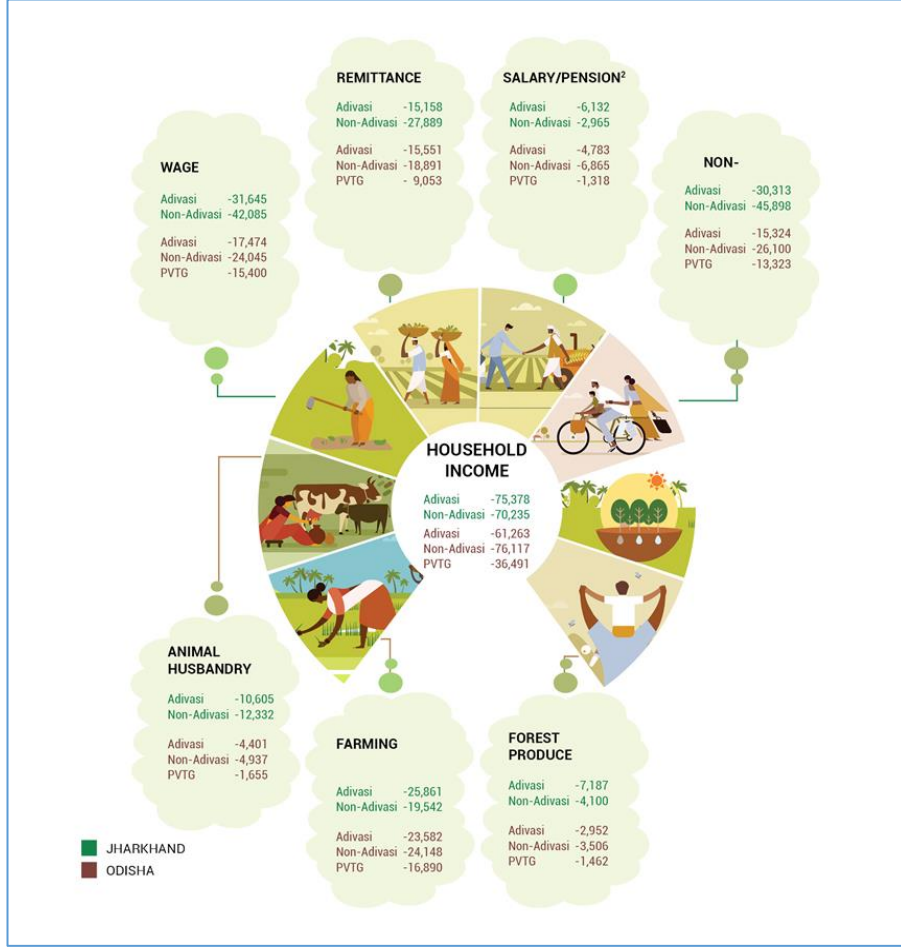 REMITTANCE
Adivasi -15,158
Non-Adivasi -27,889
Adivasi -15,551
Non-Adivasi -18,891
PVTG - 9,053
SALARY/PENSION²
Adivasi -6,132
Non-Adivasi -2,965
Adivasi -4,783
Non-Adivasi -6,865
PVTG -1,318
WAGE
Adivasi -31,645
Non-Adivasi -42,085
Adivasi -17,474
Non-Adivasi -24,045
PVTG -15,400
NON-
Adivasi -30,313
Non-Adivasi -45,898
Adivasi -15,324
Non-Adivasi -26,100
PVTG -13,323
HOUSEHOLD
INCOME
Adivasi -75,378
Non-Adivasi -70,235
Adivasi -61,263
Non-Adivasi -76,117
PVTG -36,491
ANIMAL
HUSBANDRY
Adivasi -10,605
Non-Adivasi -12,332
Adivasi -4,401
Non-Adivasi -4,937
PVTG -1,655
FARMING
Adivasi -25,861
Non-Adivasi -19,542
Adivasi -23,582
Non-Adivasi -24,148
PVTG -16,890
FOREST
PRODUCE
Adivasi -7,187
Non-Adivasi -4,100
Adivasi -2,952
Non-Adivasi -3,506
PVTG -1,462
JHARKHAND
ODISHA